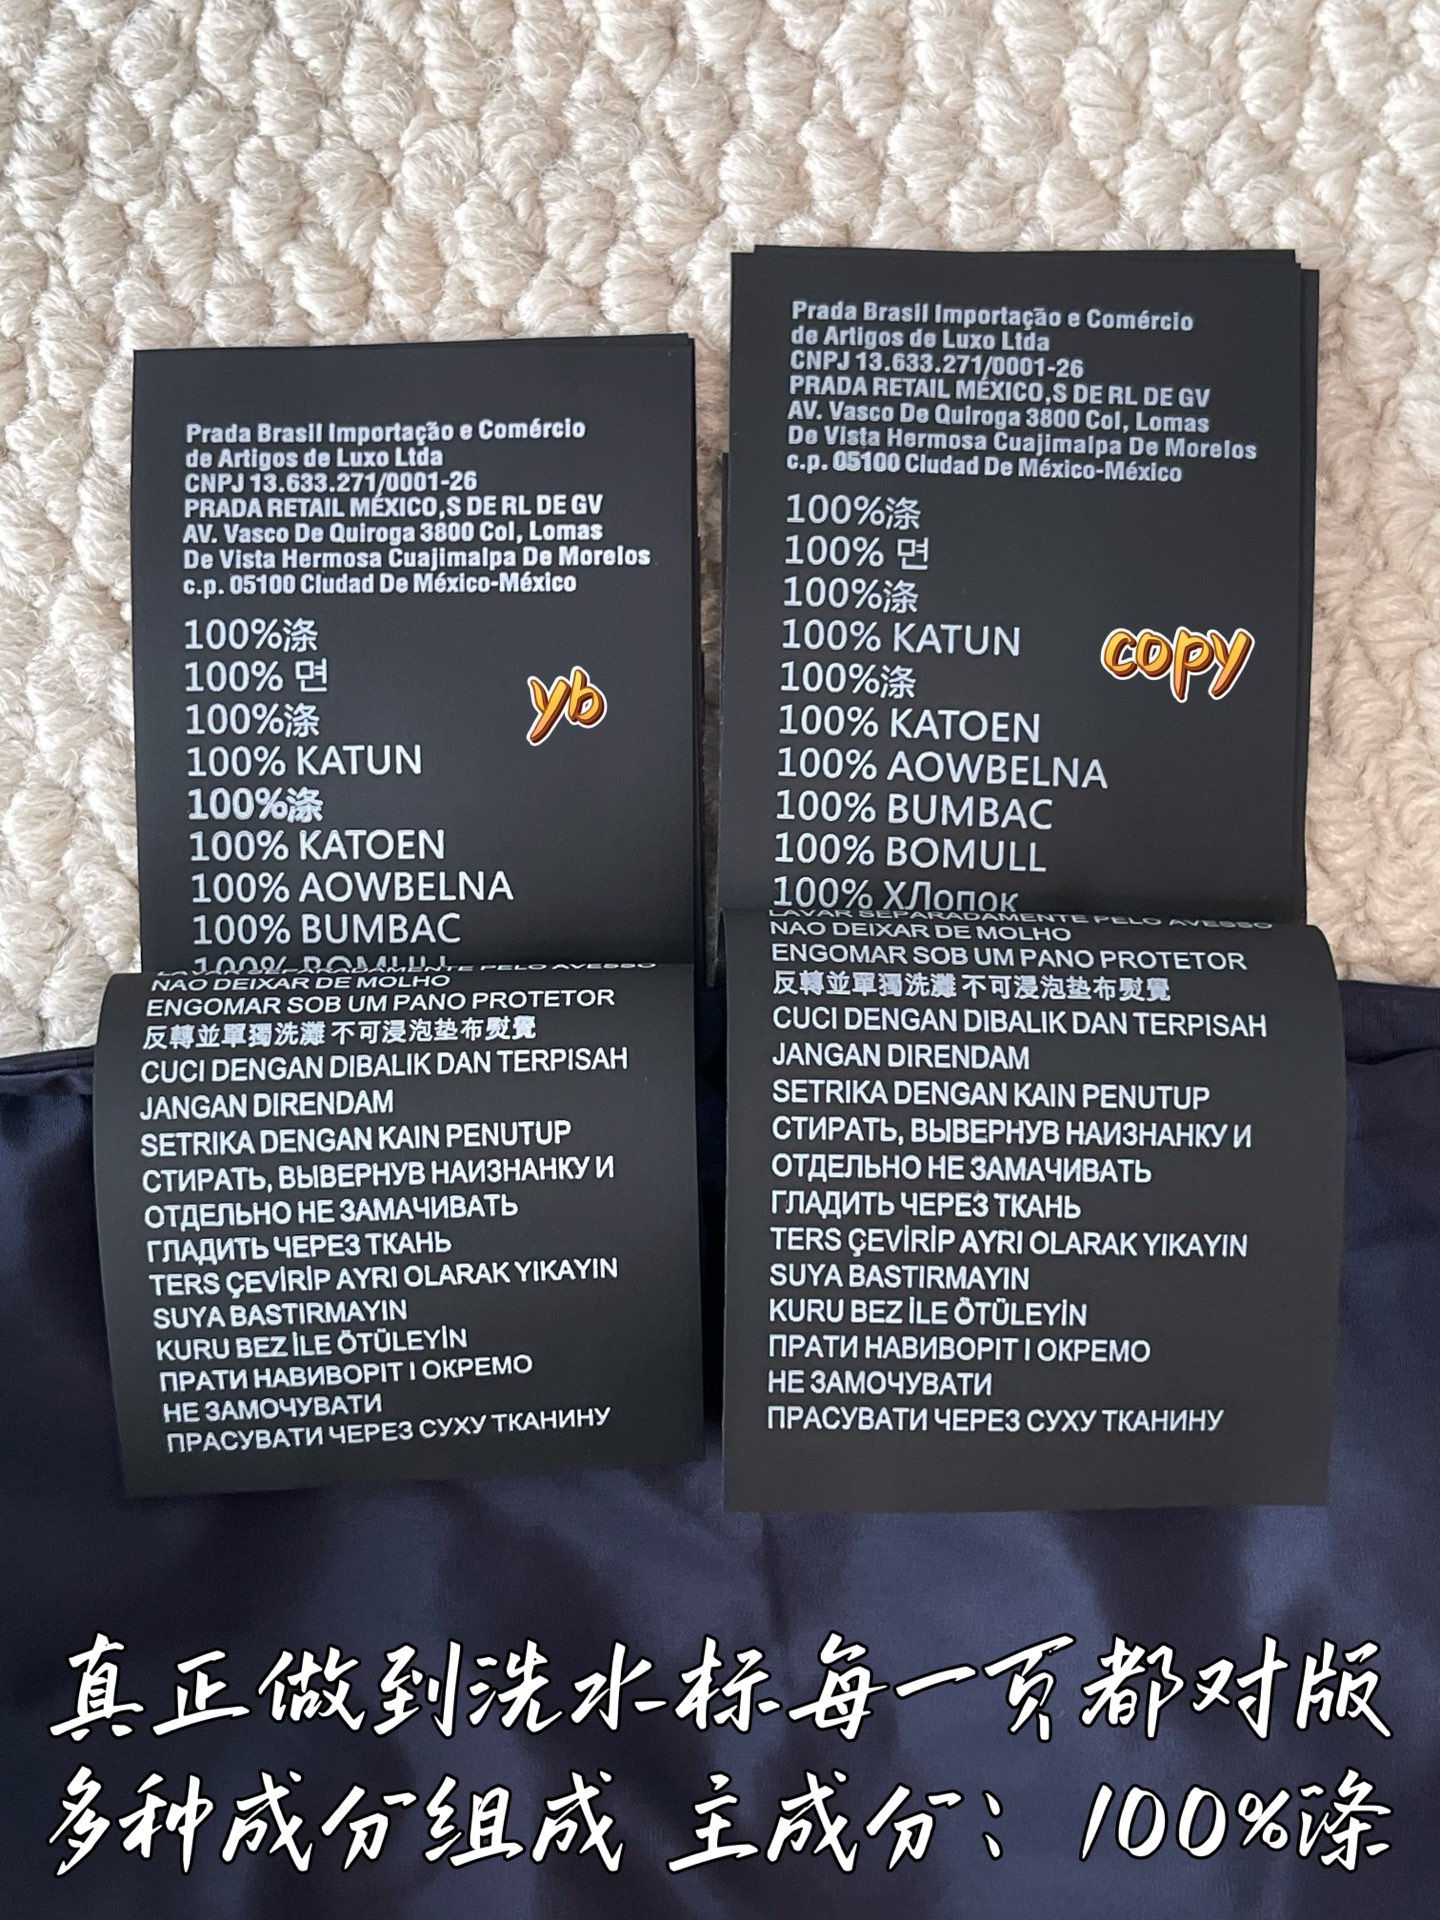 Prada Brasil Importação e Comércio
de Artigos de Luxo Ltda
CNPJ 13.633.271/0001-26
PRADA RETAIL MÉXICO,S DE RL DE GV
AV. Vasco De Quiroga 3800 Col, Lomas
De Vista Hermosa Cuajimalpa De Morelos
c.p. 05100 Ciudad De México-México
100%涤
100% 면
100%涤
100% KATUN
100%涤
100% KATOEN
100% AOWBELNA
100% BUMBAC
100% BOMULL
yb
LAVAR SEPARADAMENTE PELO AVESSO
NAO DEIXAR DE MOLHO
ENGOMAR SOB UM PANO PROTETOR
反轉並單獨洗灘 不可浸泡垫布熨覺
CUCI DENGAN DIBALIK DAN TERPISAH
JANGAN DIRENDAM
SETRIKA DENGAN KAIN PENUTUP
СТИРАТЬ, ВЫВЕРНУВ НАИЗНАНКУ И
ОТДЕЛЬНО НЕ ЗАМАЧИВАТЬ
ГЛАДИТЬ ЧЕРЕЗ ТКАНЬ
TERS ÇEVİRİP AYRI OLARAK YIKAYIN
SUYA BASTIRMAYIN
KURU BEZ İLE ÖTÜLEYİN
ПРАТИ НАВИВОРІТ І ОКРЕМО
НЕ ЗАМОЧУВАТИ
ПРАСУВАТИ ЧЕРЕЗ СУХУ ТКАНИНУ
Prada Brasil Importação e Comércio
de Artigos de Luxo Ltda
CNPJ 13.633.271/0001-26
PRADA RETAIL MÉXICO,S DE RL DE GV
AV. Vasco De Quiroga 3800 Col, Lomas
De Vista Hermosa Cuajimalpa De Morelos
c.p. 05100 Ciudad De México-México
100%涤
100% 면
100%涤
100% KATUN
100%涤
100% KATOEN
100% AOWBELNA
100% BUMBAC
100% BOMULL
100% ХЛопок
copy
LAVAR SEPARADAMENTE PELO AVESSO
NAO DEIXAR DE MOLHO
ENGOMAR SOB UM PANO PROTETOR
反轉並單獨洗灘 不可浸泡垫布熨覺
CUCI DENGAN DIBALIK DAN TERPISAH
JANGAN DIRENDAM
SETRIKA DENGAN KAIN PENUTUP
СТИРАТЬ, ВЫВЕРНУВ НАИЗНАНКУ И
ОТДЕЛЬНО НЕ ЗАМАЧИВАТЬ
ГЛАДИТЬ ЧЕРЕЗ ТКАНЬ
TERS ÇEVİRİP AYRI OLARAK YIKAYIN
SUYA BASTIRMAYIN
KURU BEZ İLE ÖTÜLEYİN
ПРАТИ НАВИВОРІТ І ОКРЕМО
НЕ ЗАМОЧУВАТИ
ПРАСУВАТИ ЧЕРЕЗ СУХУ ТКАНИНУ
真正做到洗水标每一页都对版
多种成分组成 主成分：100%涤